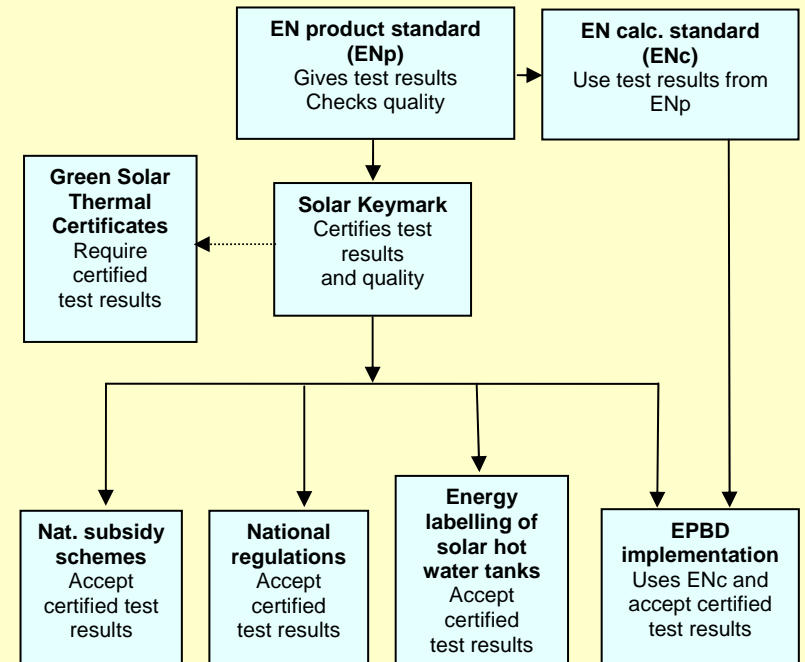 EN product standard
(ENp)
Gives test results
Checks quality
EN calc. standard
(ENc)
Use test results from
ENp
Green Solar
Thermal
Certificates
Require
certified
test results
Solar Keymark
Certifies test
results
and quality
Nat. subsidy
schemes
Accept
certified test
results
National
regulations
Accept
certified
test results
Energy
labelling of
solar hot
water tanks
Accept
certified
test results
EPBD
implementation
Uses ENc and
accept certified
test results